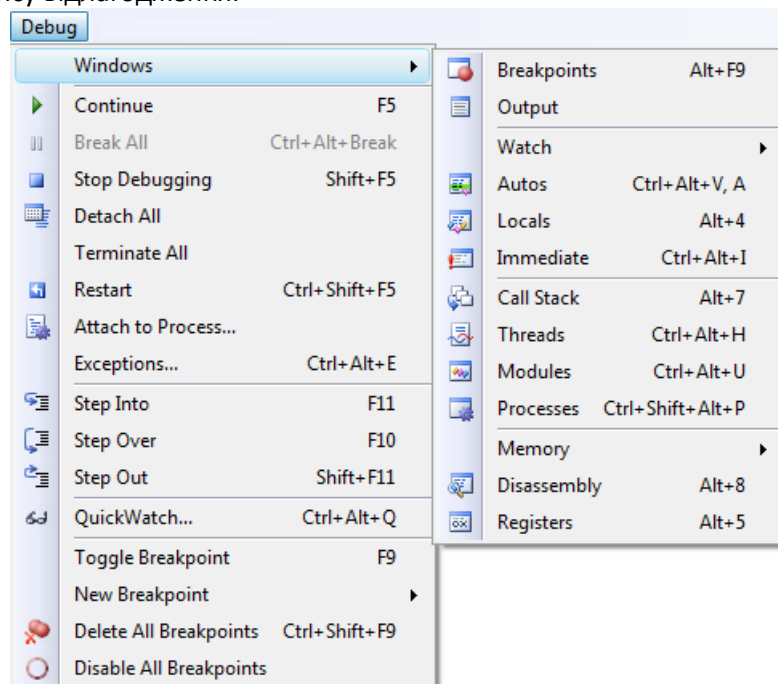 Debug
Windows
Continue F5
Break All Ctrl+Alt+Break
Stop Debugging Shift+F5
Detach All
Terminate All
Restart Ctrl+Shift+F5
Attach to Process...
Exceptions... Ctrl+Alt+E
Step Into F11
Step Over F10
Step Out Shift+F11
QuickWatch... Ctrl+Alt+Q
Toggle Breakpoint F9
New Breakpoint
Delete All Breakpoints Ctrl+Shift+F9
Disable All Breakpoints
Breakpoints Alt+F9
Output
Watch
Autos Ctrl+Alt+V, A
Locals Alt+4
Immediate Ctrl+Alt+I
Call Stack Alt+7
Threads Ctrl+Alt+H
Modules Ctrl+Alt+U
Processes Ctrl+Shift+Alt+P
Memory
Disassembly Alt+8
Registers Alt+5